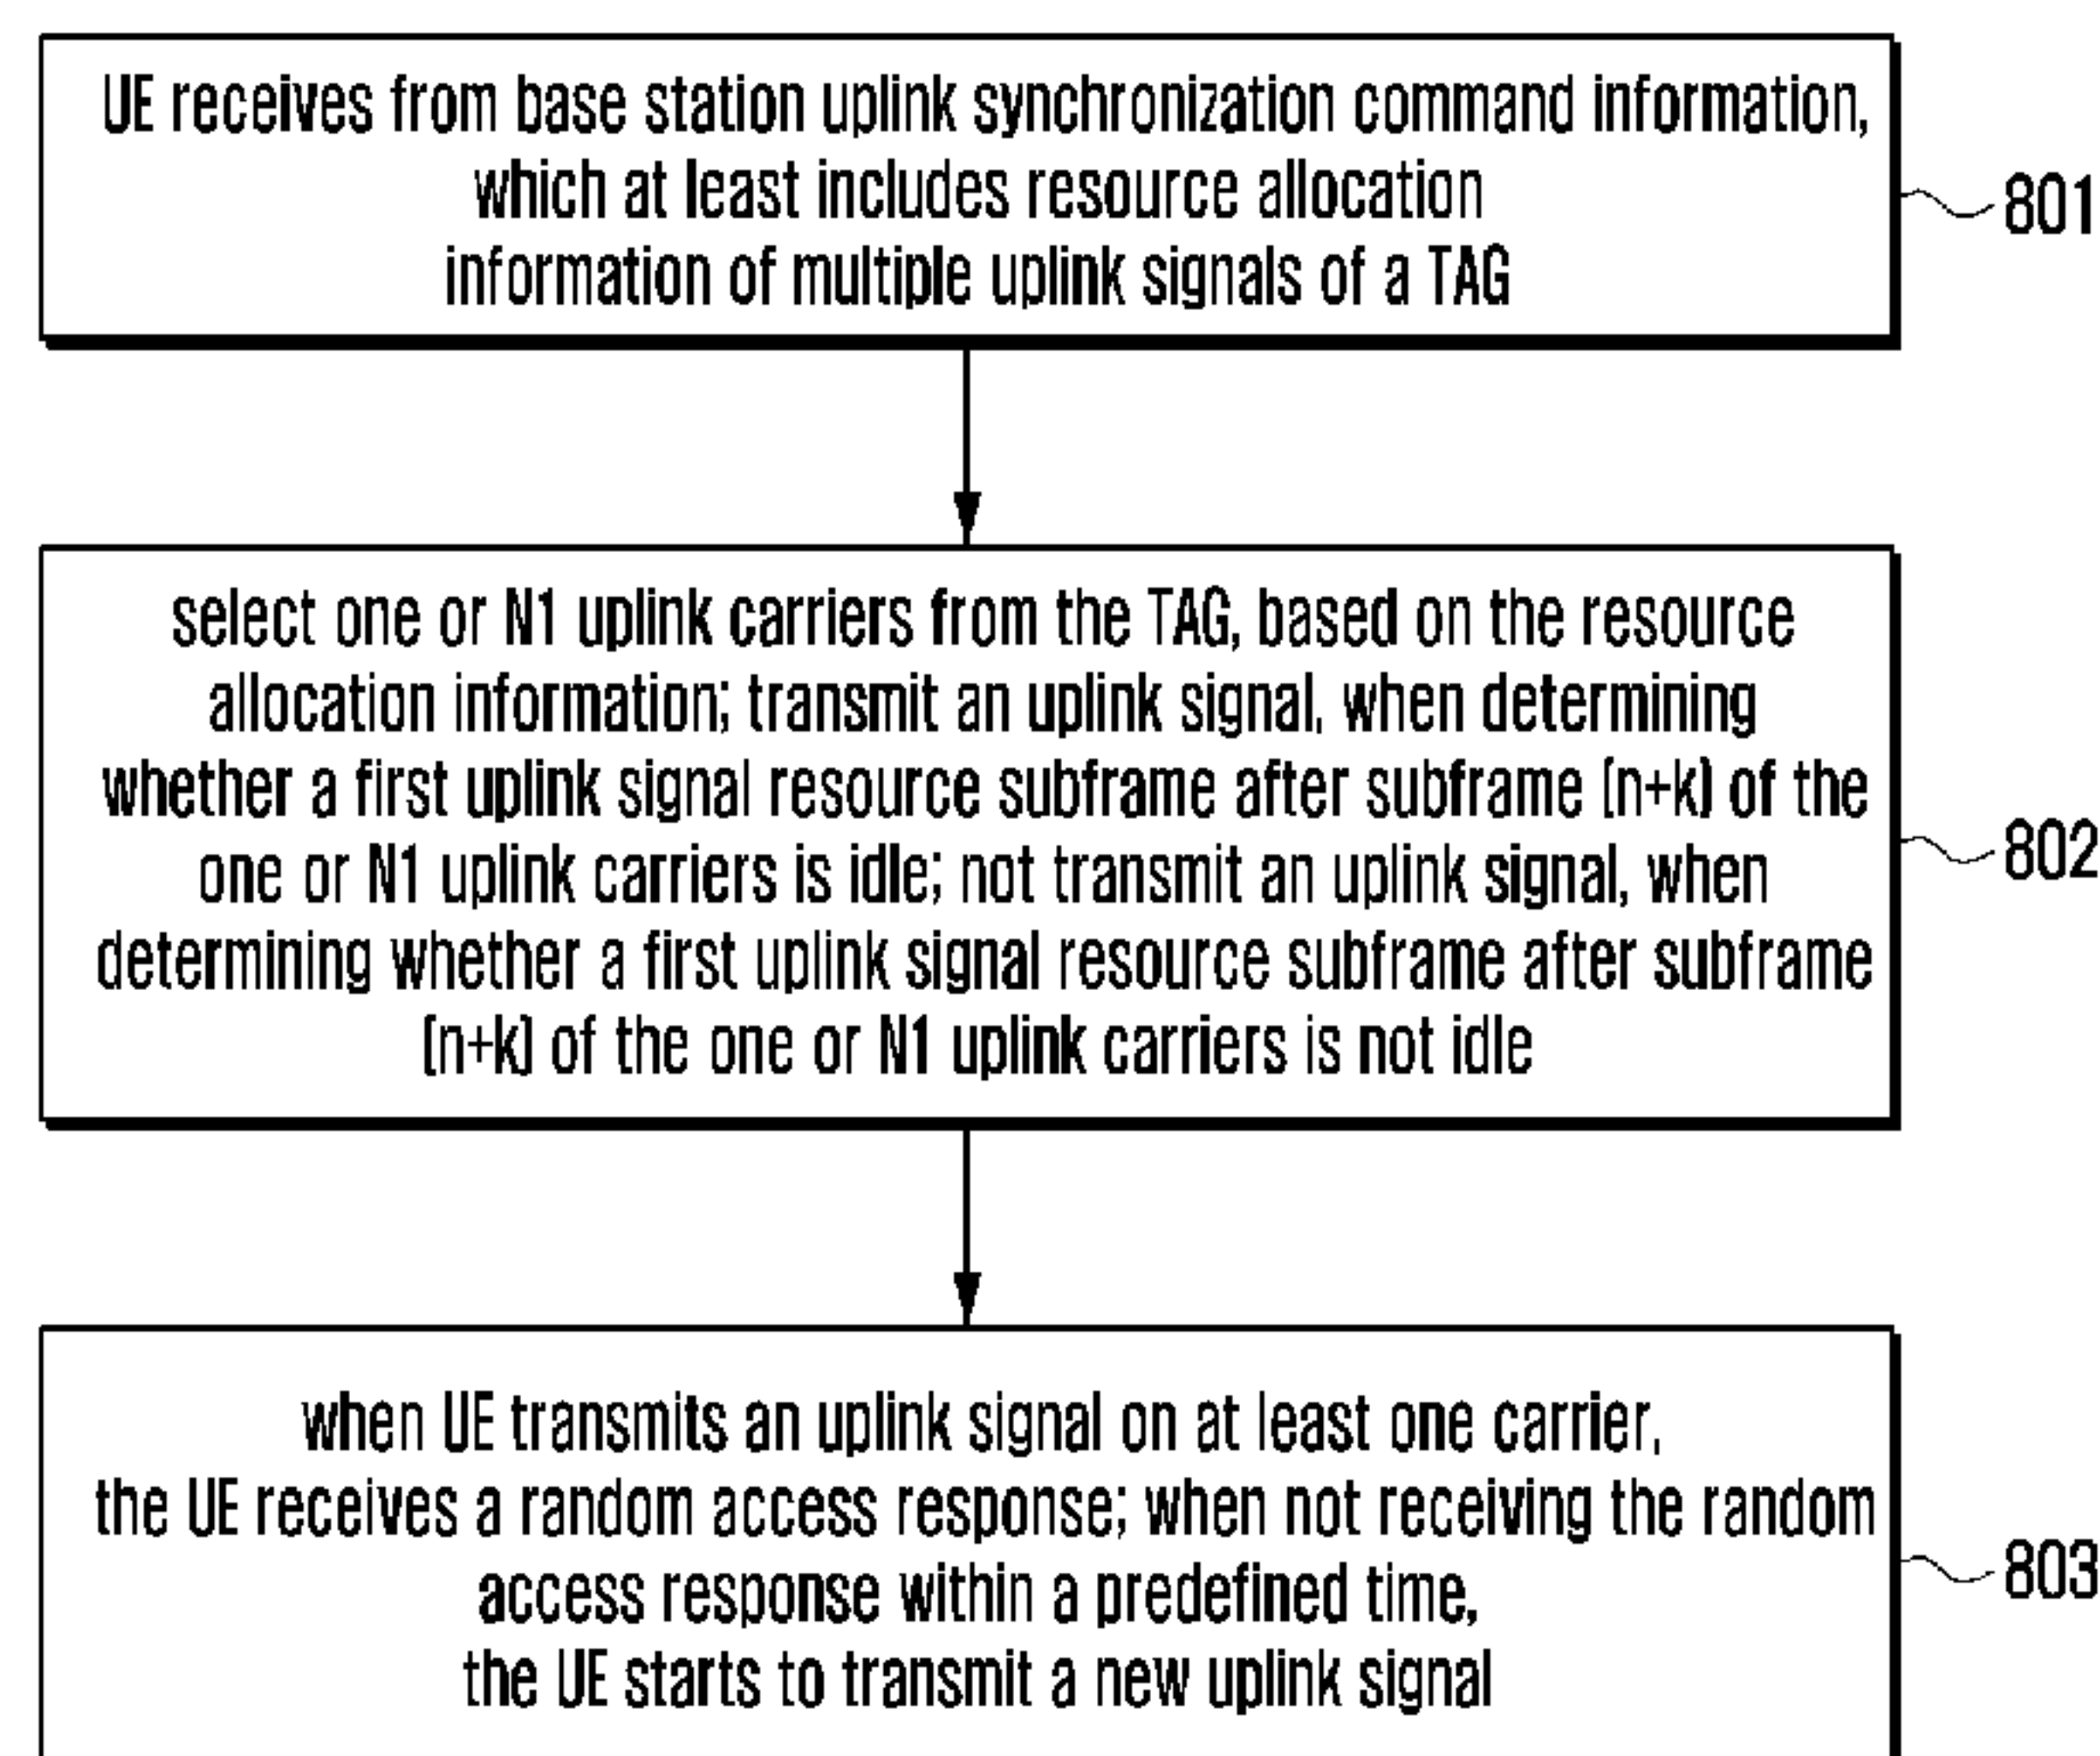 UE receives from base station uplink synchronization command information,
which at least includes resource allocation
information of multiple uplink signals of a TAG
801
select one or N1 uplink carriers from the TAG, based on the resource
allocation information; transmit an uplink signal, when determining
whether a first uplink signal resource subframe after subframe (n+k) of the
one or N1 uplink carriers is idle; not transmit an uplink signal, when
determining whether a first uplink signal resource subframe after subframe
(n+k) of the one or N1 uplink carriers is not idle
802
when UE transmits an uplink signal on at least one carrier,
the UE receives a random access response; when not receiving the random
access response within a predefined time,
the UE starts to transmit a new uplink signal
803